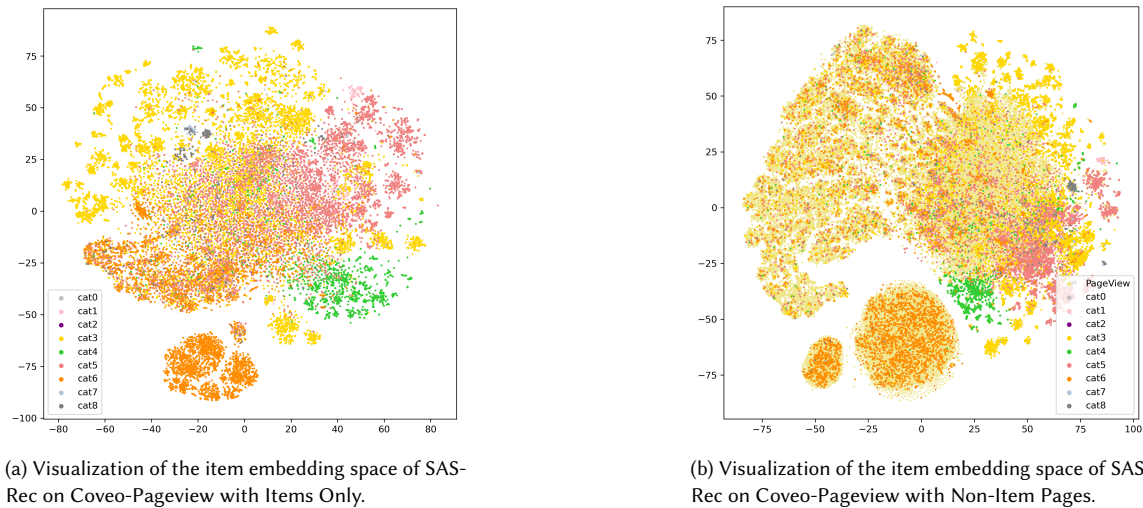 75
50
25
0
−25
−50
−75
−100
−80
−60
−40
−20
0
20
40
60
80
cat0
cat1
cat2
cat3
cat4
cat5
cat6
cat7
cat8
(a) Visualization of the item embedding space of SAS-
Rec on Coveo-Pageview with Items Only.
75
50
25
0
−25
−50
−75
−75
−50
−25
0
25
50
75
100
PageView
cat0
cat1
cat2
cat3
cat4
cat5
cat6
cat7
cat8
(b) Visualization of the item embedding space of SAS
Rec on Coveo-Pageview with Non-Item Pages.